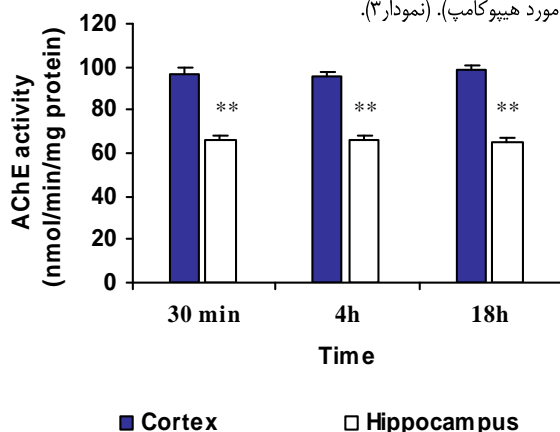 مورد هیپوکامپ). (نمودار۳).
120
100
80
60
40
20
0
AChE activity
(nmol/min/mg protein)
**
**
**
30 min
4h
18h
Time
Cortex
Hippocampus